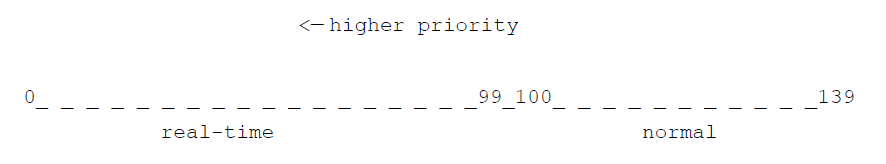 <—higher priority
0_ _ _ _ _ _ _ _ _ _ _ _ _ _ _ _ _ _99_100_ _ _ _ _ _ _ _ _ _ _139
real-time normal